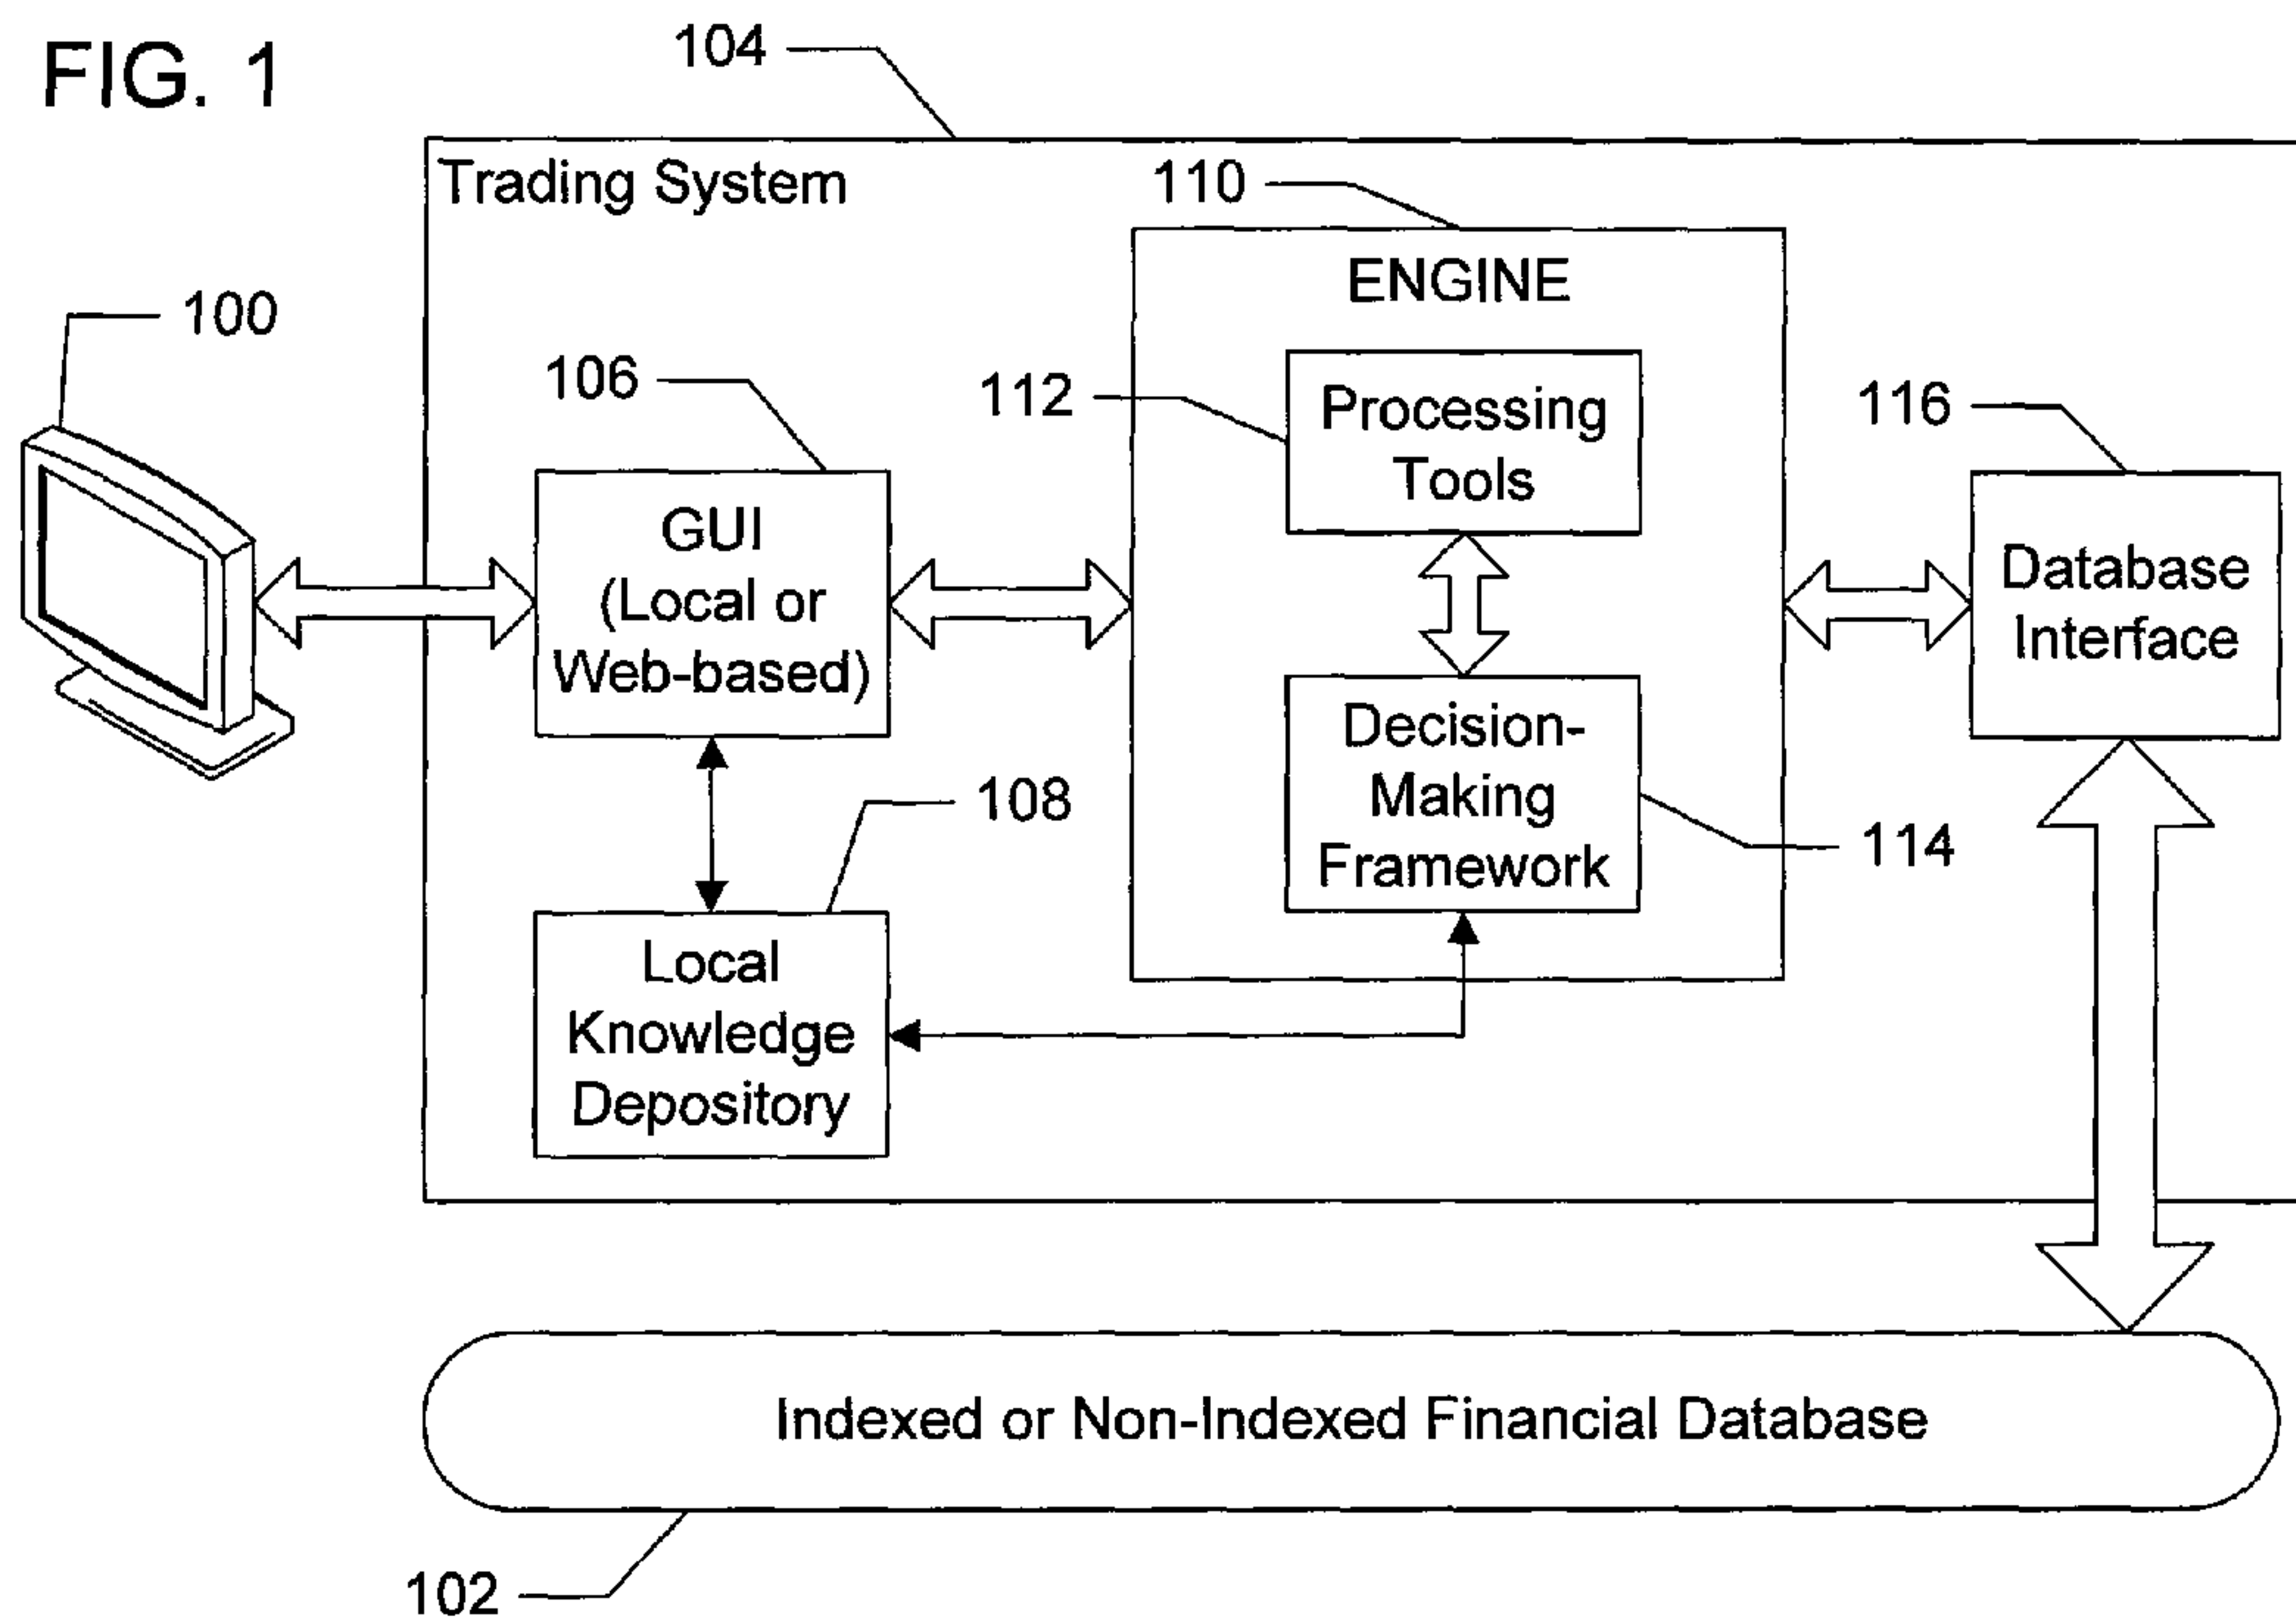 FIG. 1
104
Trading System
110
ENGINE
100
106
112
Processing
Tools
116
GUI
(Local or
Web-based)
Database
Interface
Decision-
Making
Framework
108
114
Local
Knowledge
Depository
Indexed or Non-Indexed Financial Database
102